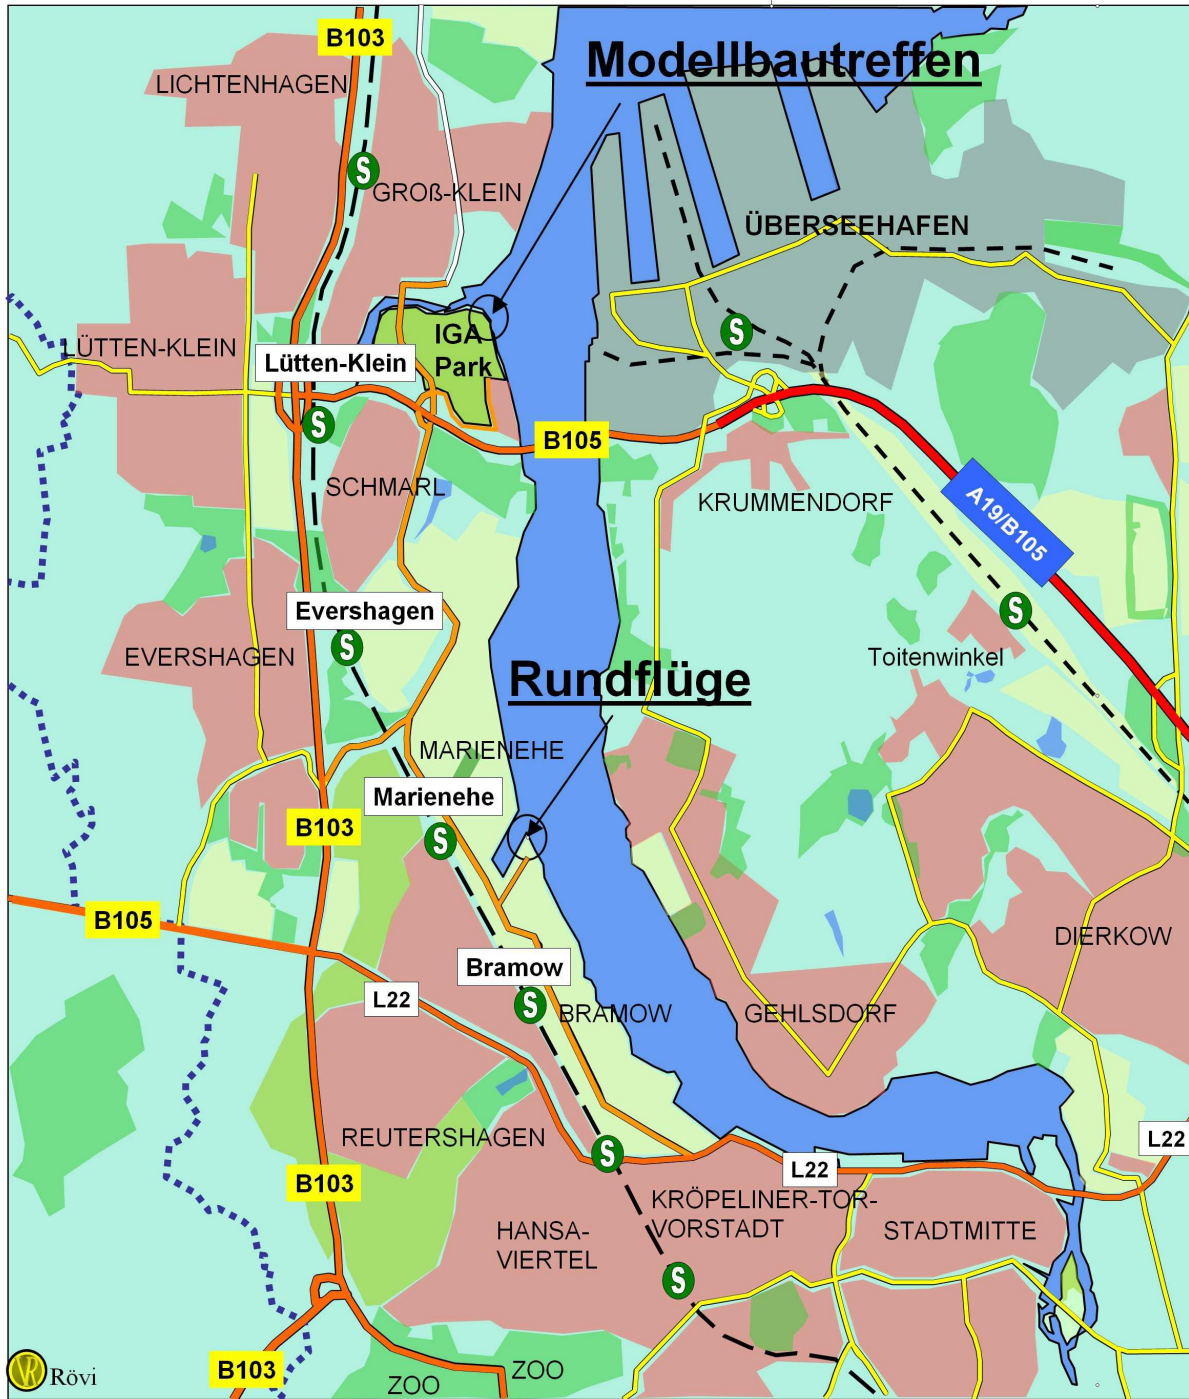 B103
Modellbautreffen
LICHTENHAGEN
S
GROß-KLEIN
ÜBERSEEHAFEN
IGA
Park
S
LÜTTEN-KLEIN
Lütten-Klein
S
B105
SCHMARL
KRUMMENDORF
A19/B105
Evershagen
S
S
EVERSHAGEN
Toitenwinkel
Rundflüge
MARIENEHE
Marienehe
B103
S
B105
DIERKOW
Bramow
L22
S
BRAMOW
GEHLSDORF
REUTERSHAGEN
S
L22
L22
B103
KRÖPELINER-TOR-
VORSTADT
HANSA-
VIERTEL
STADTMITTE
S
B103
ZOO
ZOO
VR Rövi